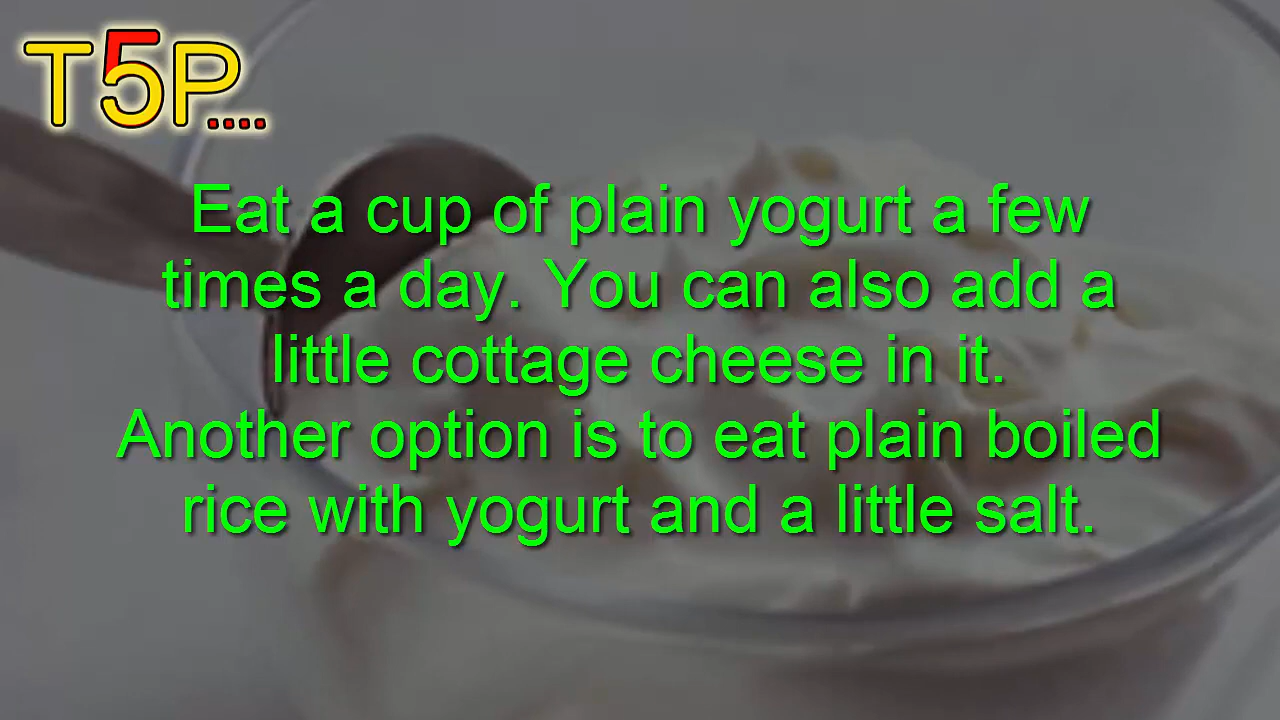 T5P....
Eat a cup of plain yogurt a few
times a day. You can also add a
little cottage cheese in it.
Another option is to eat plain boiled
rice with yogurt and a little salt.